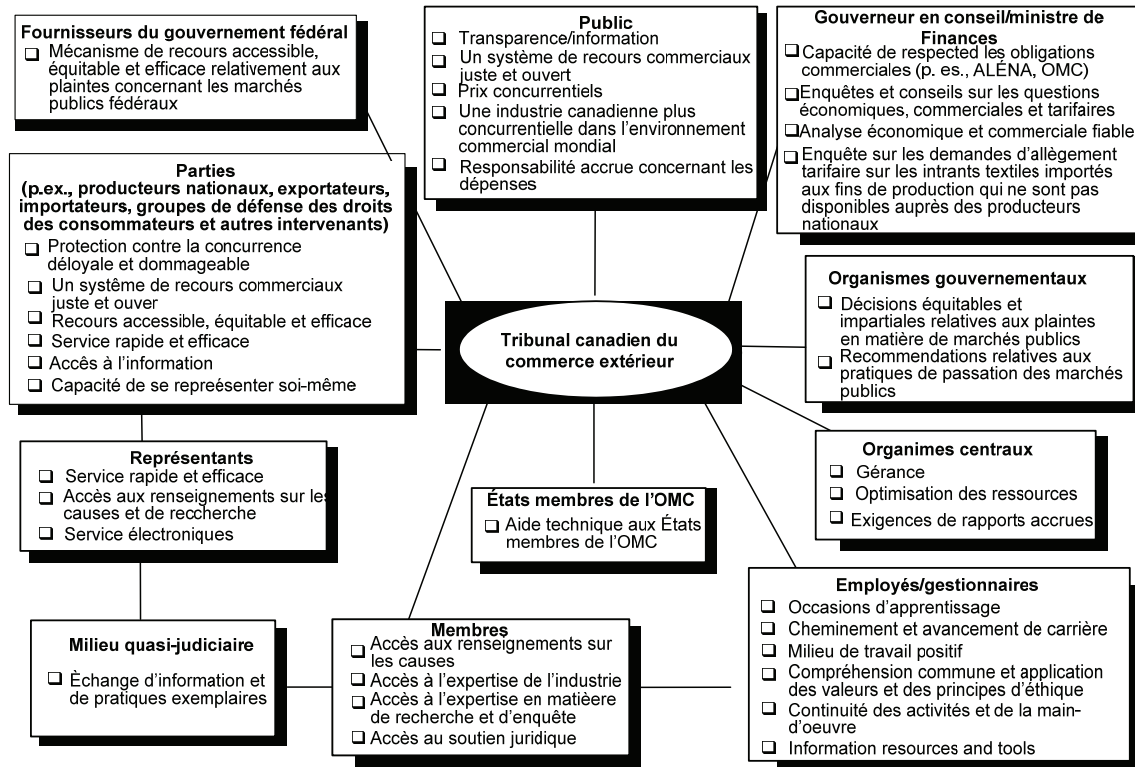 Fournisseurs du gouvernement fédéral
❑ Mécanisme de recours accessible,
équitable et efficace relativement aux
plaintes concernant les marchés
publics fédéraux
Public
❑ Transparence/information
❑ Un système de recours commerciaux
juste et ouvert
❑ Prix concurrentiels
❑ Une industrie canadienne plus
concurrentielle dans l'environnement
commercial mondial
❑ Responsabilité accrue concernant les
dépenses
Gouverneur en conseil/ministre de
Finances
❑ Capacité de respected les obligations
commerciales (p. es., ALÉNA, OMC)
❑ Enquêtes et conseils sur les questions
économiques, commerciales et tarifaires
❑ Analyse économique et commerciale fiable
❑ Enquête sur les demandes d'allègement
tarifaire sur les intrants textiles importés
aux fins de production qui ne sont pas
disponibles auprès des producteurs
nationaux
Parties
(p.ex., producteurs nationaux, exportateurs,
importateurs, groupes de défense des droits
des consommateurs et autres intervenants)
❑ Protection contre la concurrence
déloyale et dommageable
❑ Un systême de recours commerciaux
juste et ouver
❑ Recours accessible, équitable et efficace
❑ Service rapide et efficace
❑ Accês à l'information
❑ Capacité de se repreésenter soi-même
Tribunal canadien du
commerce extérieur
Organismes gouvernementaux
❑ Décisions équitables et
impartiales relatives aux plaintes
en matière de marchés publics
❑ Recommendations relatives aux
pratiques de passation des marchés
publics
Représntants
❑ Service rapide et efficace
❑ Accès aux renseignements sur les
causes et de reccherche
❑ Service électroniques
États membres de l'OMC
❑ Aide technique aux États
membres de l'OMC
Organimes centraux
❑ Gérance
❑ Optimisation des ressources
❑ Exigences de rapports accrues
Milieu quasi-judiciaire
❑ Èchange d'information et
de pratiques exemplaires
Membres
❑ Accès aux renseignements sur
les causes
❑ Accès à l'expertise de l'industrie
❑ Accès à l'expertise en matièere
de recherche et d'enquête
❑ Accès au soutien juridique
Employés/gestionnaires
❑ Occasions d'apprentissage
❑ Cheminement et avancement de carrière
❑ Milieu de travail positif
❑ Compréhension commune et application
des valeurs et des principes d'éthique
❑ Continuité des activités et de la main-
d'oeuvre
❑ Information resources and tools